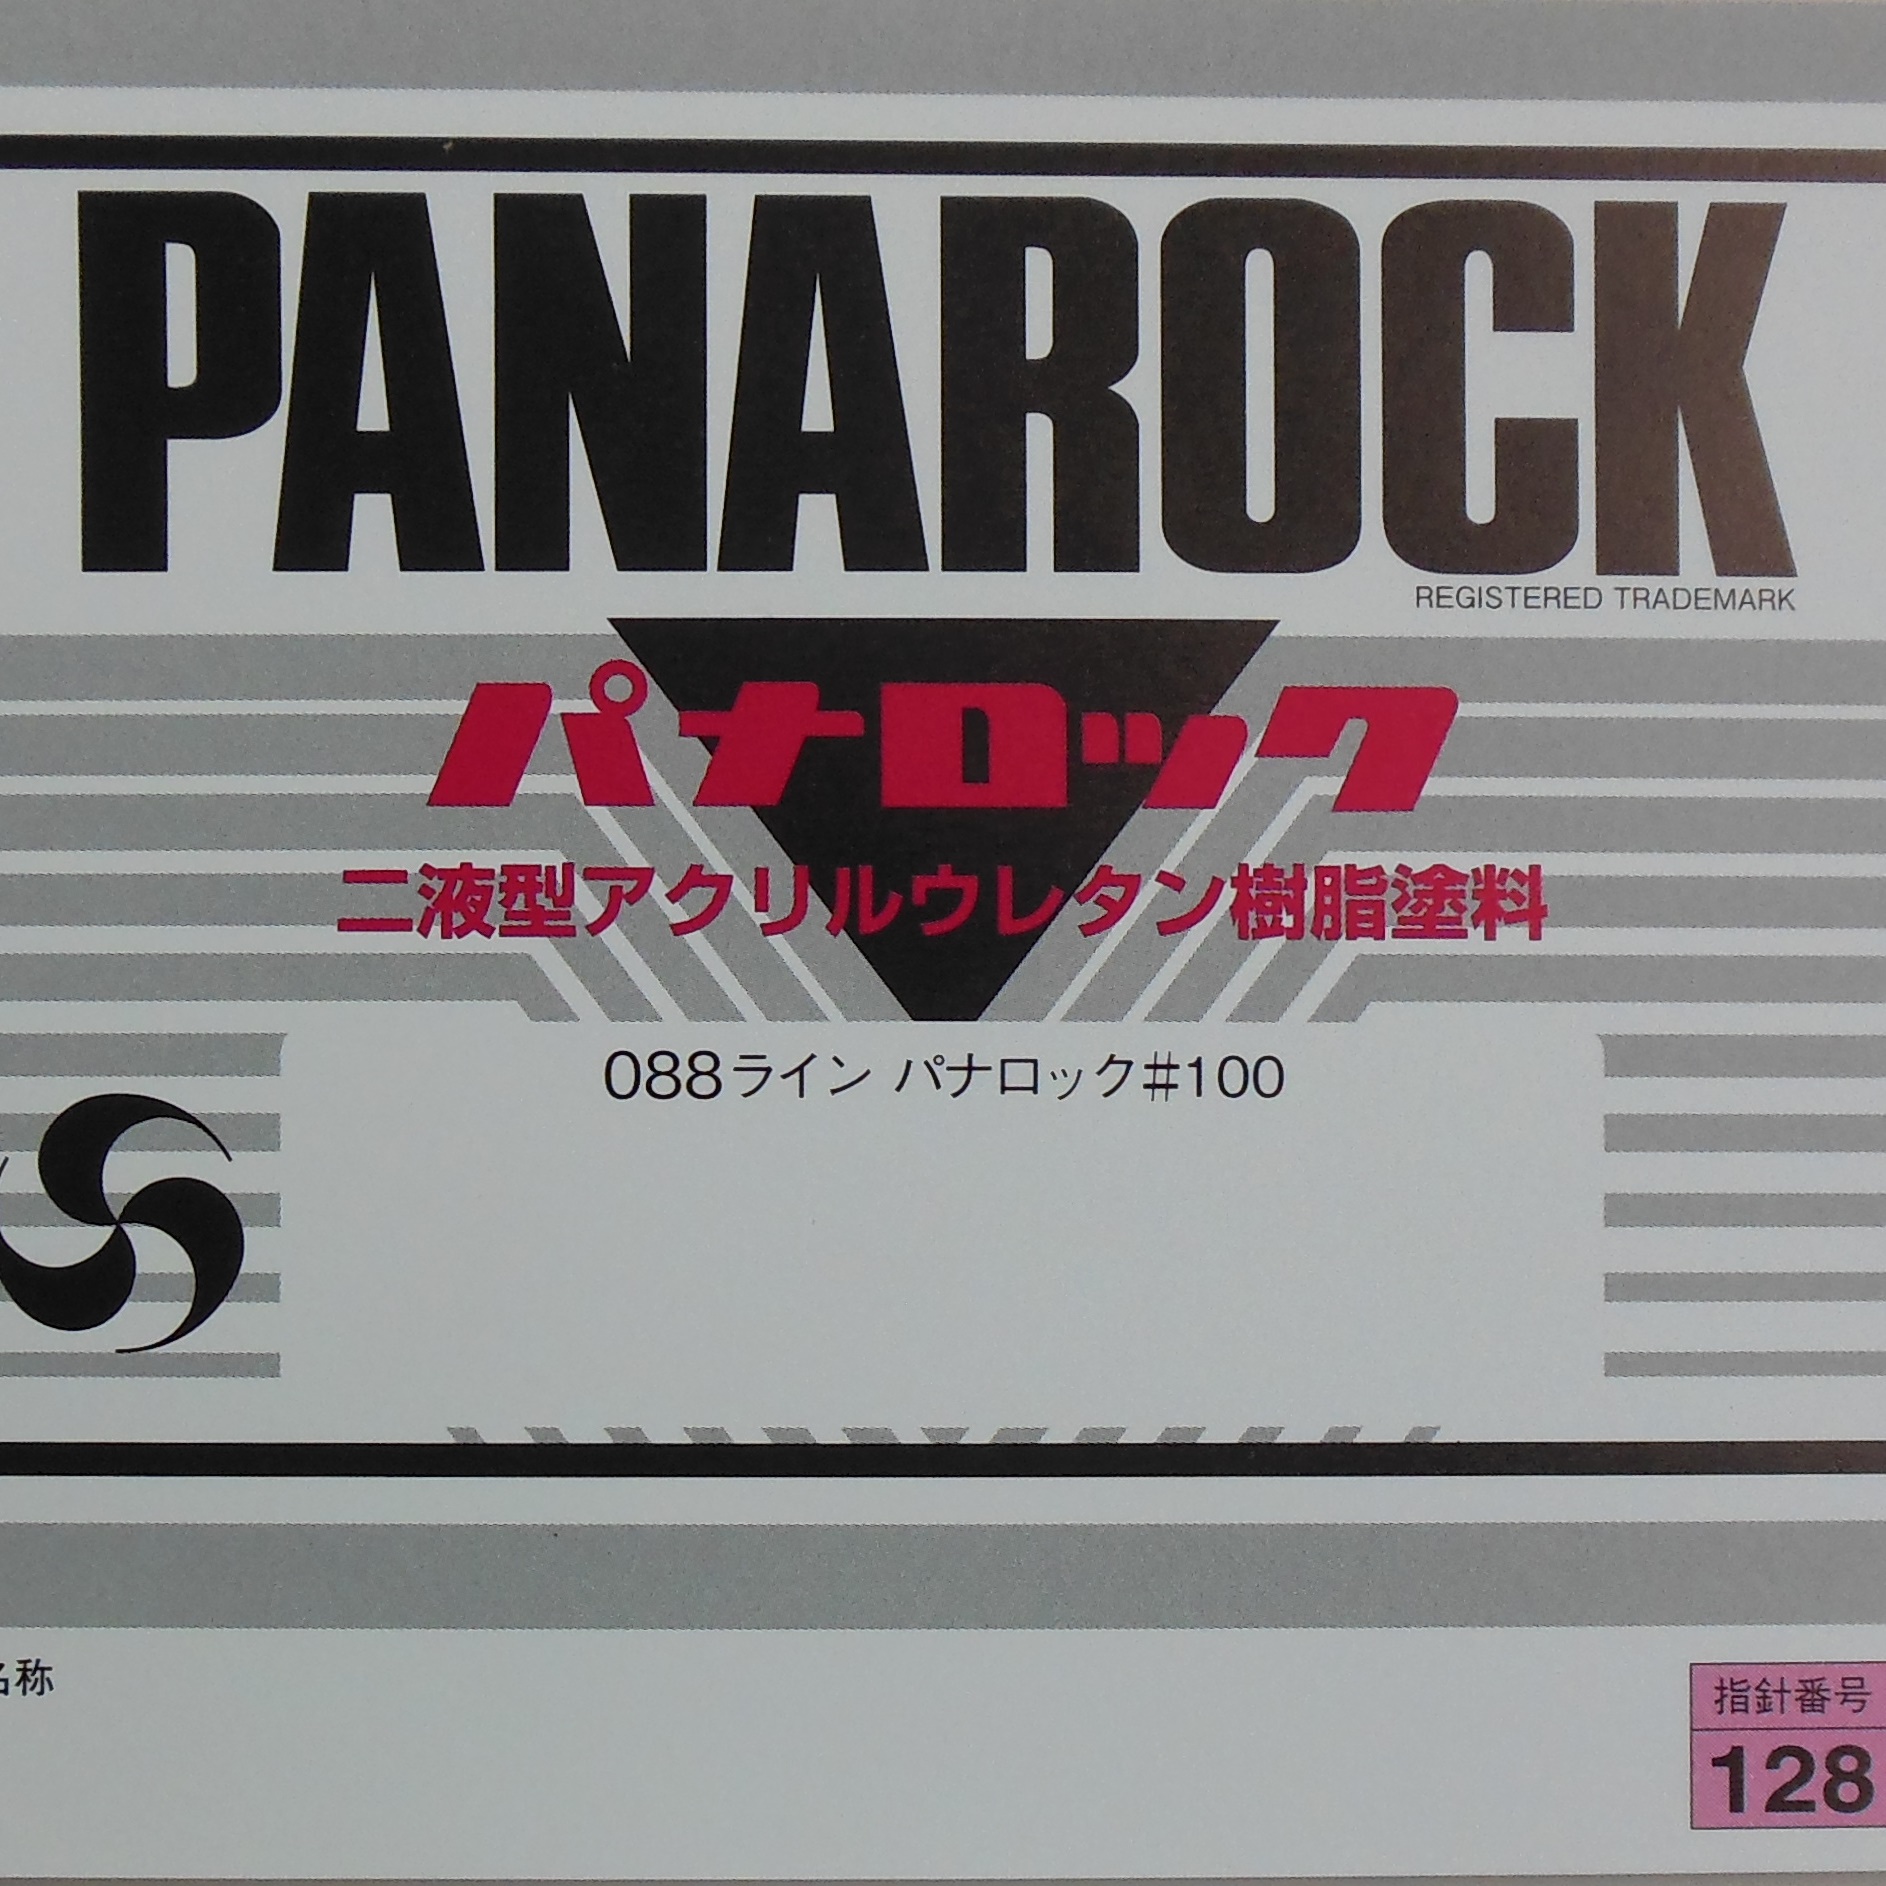 PANAROCK
REGISTERED TRADEMARK
パナロック
二液型アクリルウレタン樹脂塗料
088ライン パナロック#100
名称
指針番号
128